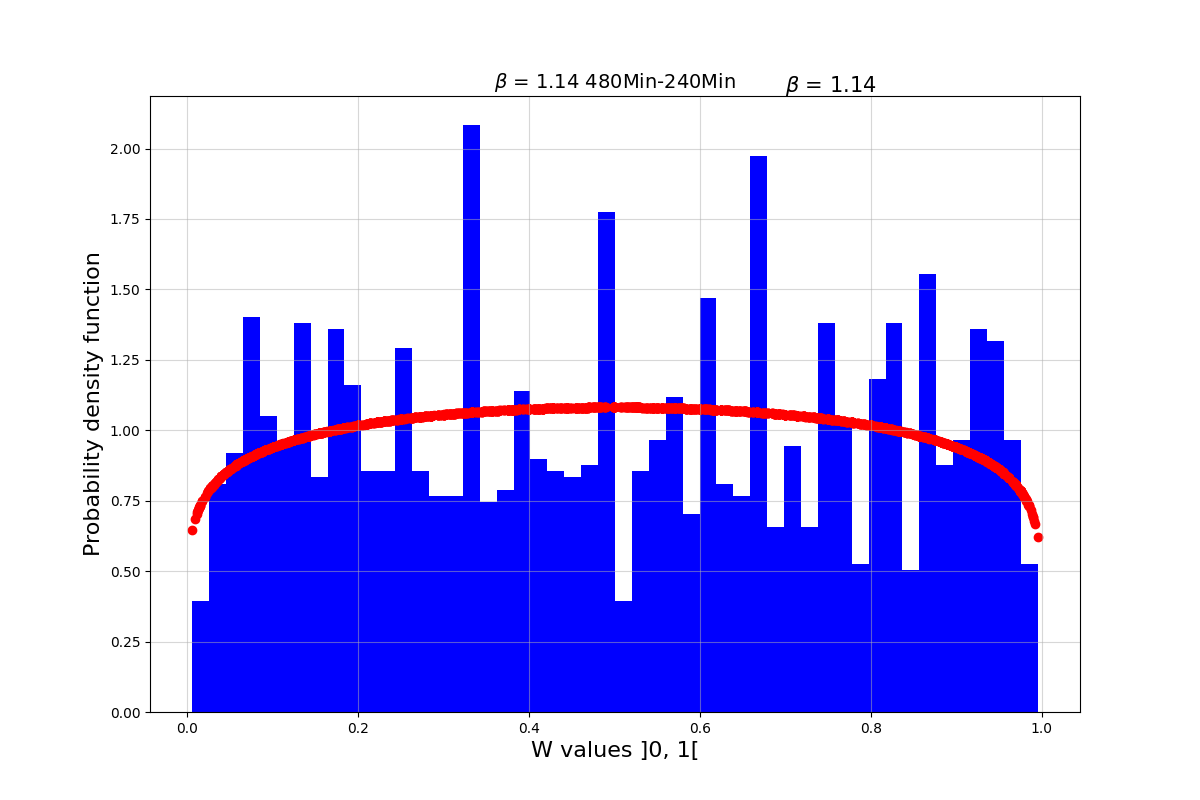 β = 1.14 480Min-240Min
β = 1.14
Probability density function
2.00
1.75
1.50
1.25
1.00
0.75
0.50
0.25
0.00
0.0 0.2 0.4 0.6 0.8 1.0
W values ]0, 1[